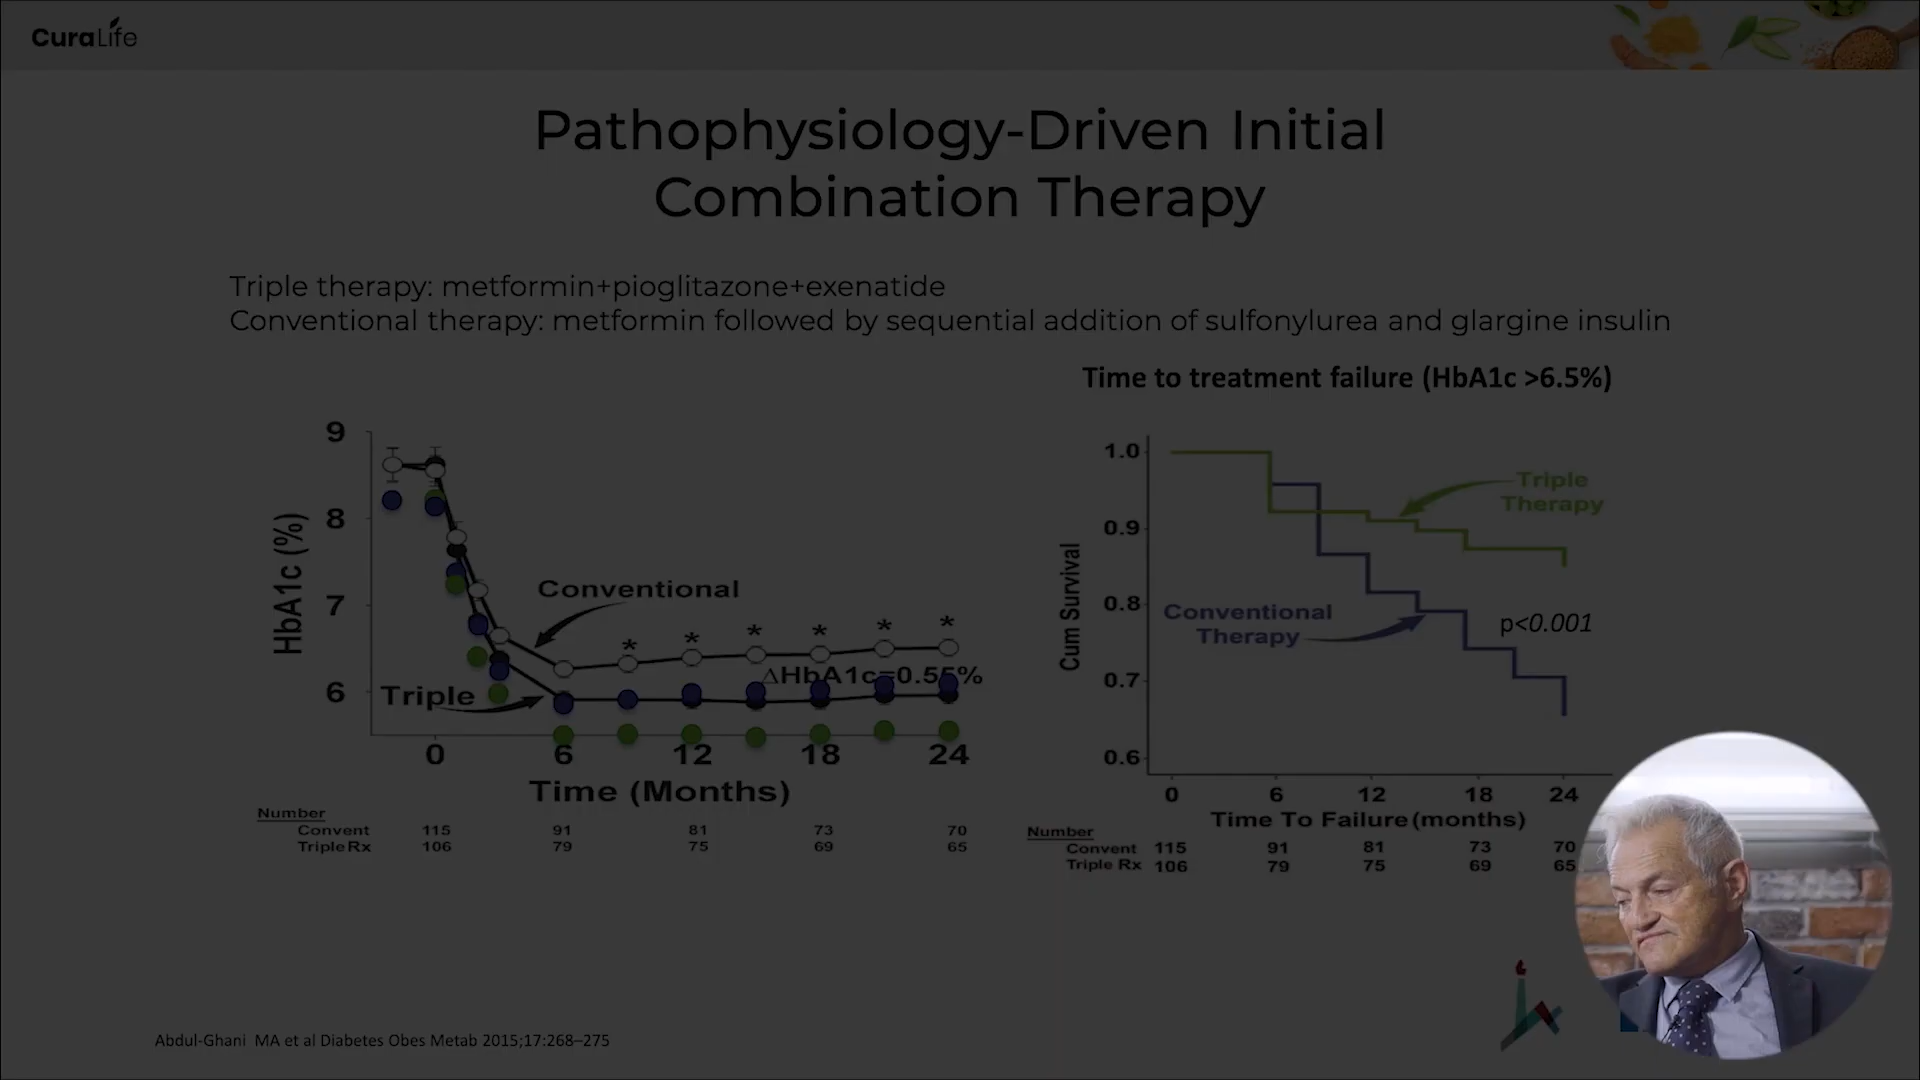 CuraLife
Pathophysiology-Driven Initial
Combination Therapy
Triple therapy: metformin+pioglitazone+exenatide
Conventional therapy: metformin followed by sequential addition of sulfonylurea and glargine insulin
HbA1c (%)
9
8
7
6
Conventional
* * * * * *
ΔHbA1c=0.55%
Triple
0 6 12 18 24
Time (Months)
Number
Convent 115 91 81 73 70
Triple Rx 106 79 75 69 65
Time to treatment failure (HbA1c >6.5%)
Cum Survival
1.0
0.9
0.8
0.7
0.6
Triple
Therapy
Conventional
Therapy
p<0.001
0 6 12 18 24
Time To Failure (months)
Number
Convent 115 91 81 73 70
Triple Rx 106 79 75 69 65
Abdul-Ghani MA et al Diabetes Obes Metab 2015;17:268–275